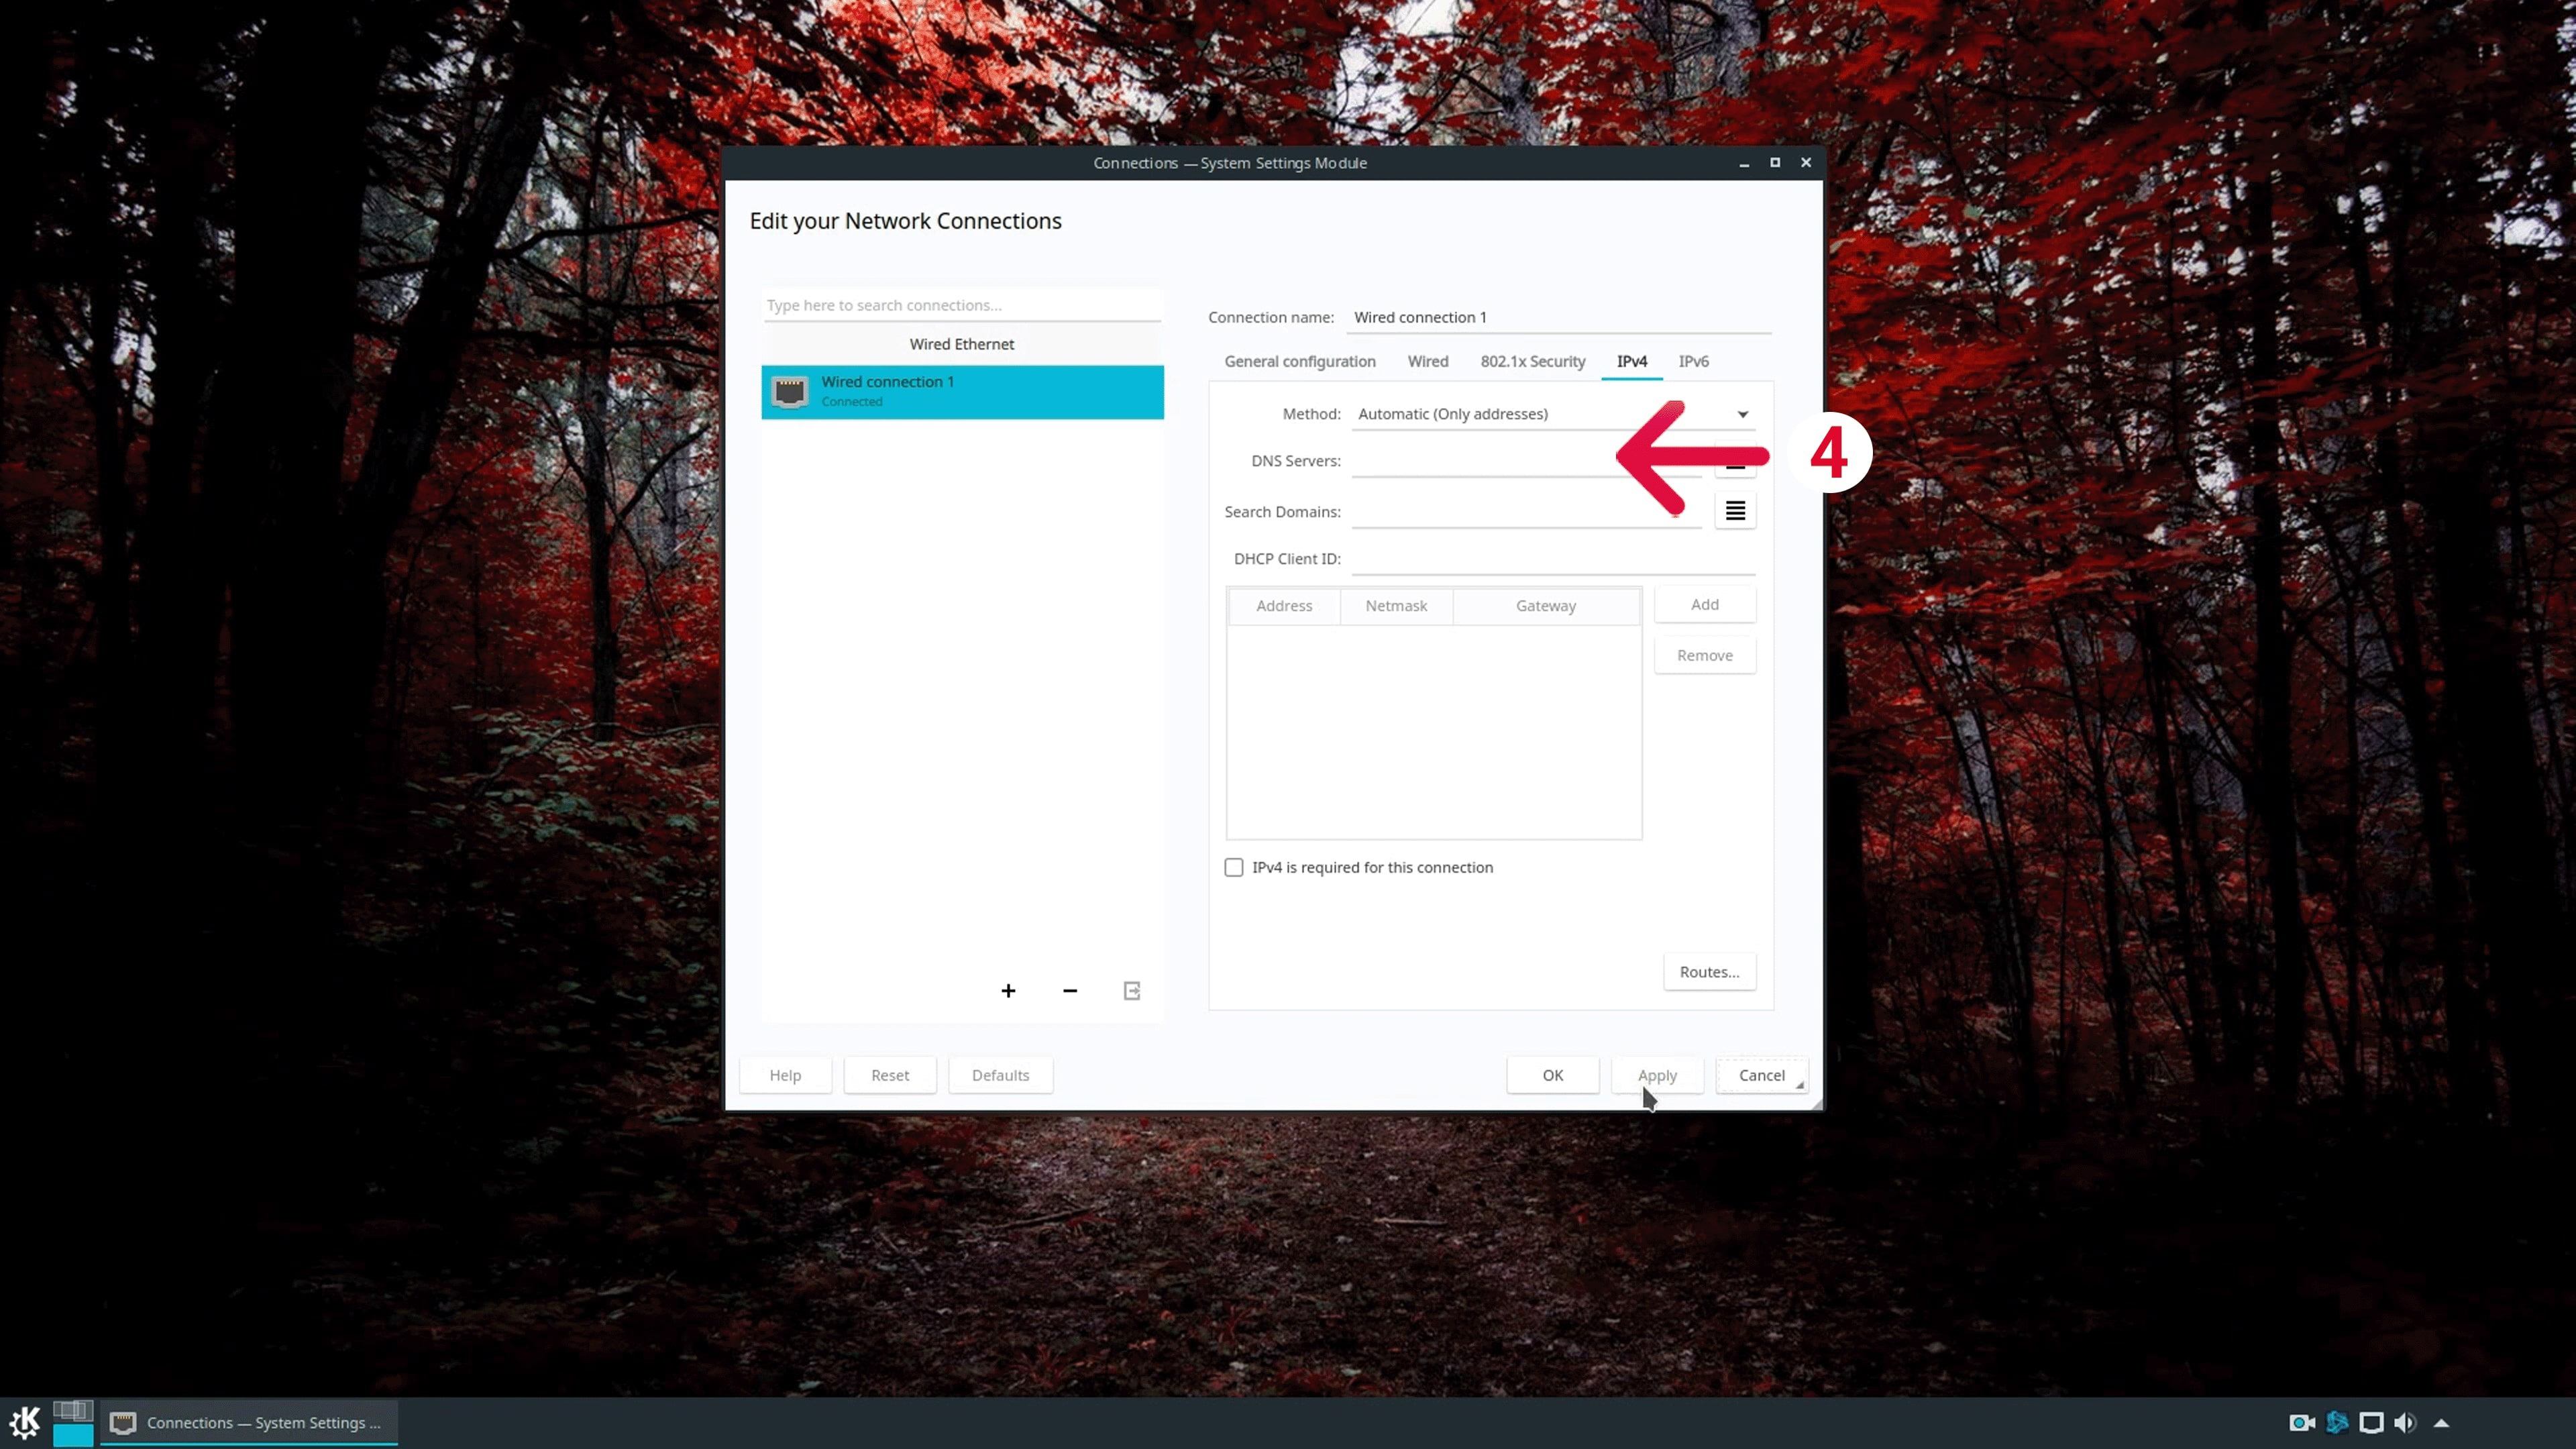 Connections — System Settings Module
Edit your Network Connections
Type here to search connections...
Wired Ethernet
Wired connection 1
Connected
Connection name: Wired connection 1
General configuration Wired 802.1x Security IPv4 IPv6
Method: Automatic (Only addresses)
DNS Servers:
4
Search Domains:
DHCP Client ID:
Address Netmask Gateway
Add
Remove
IPv4 is required for this connection
Routes...
Help Reset Defaults OK Apply Cancel
Connections — System Settings ...